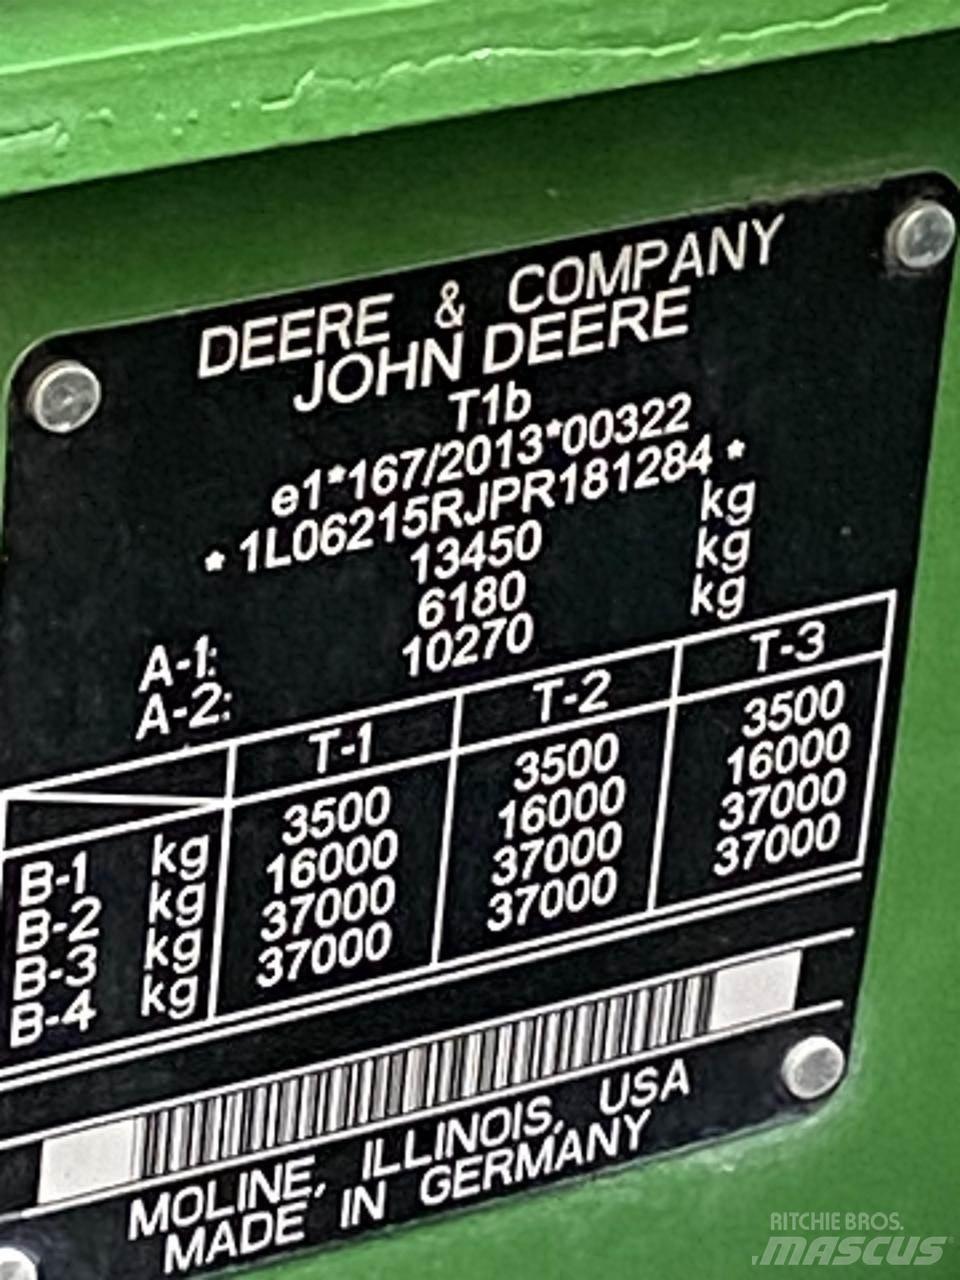 DEERE & COMPANY
JOHN DEERE
T1b
e1*167/2013*00322
* 1L06215RJPR181284 *
13450 kg
A-1: 6180 kg
A-2: 10270 kg
T-1 T-2 T-3
B-1 kg 3500 3500 3500
B-2 kg 16000 16000 16000
B-3 kg 37000 37000 37000
B-4 kg 37000 37000 37000
MOLINE, ILLINOIS, USA
MADE IN GERMANY
RITCHIE BROS.
MASCUS